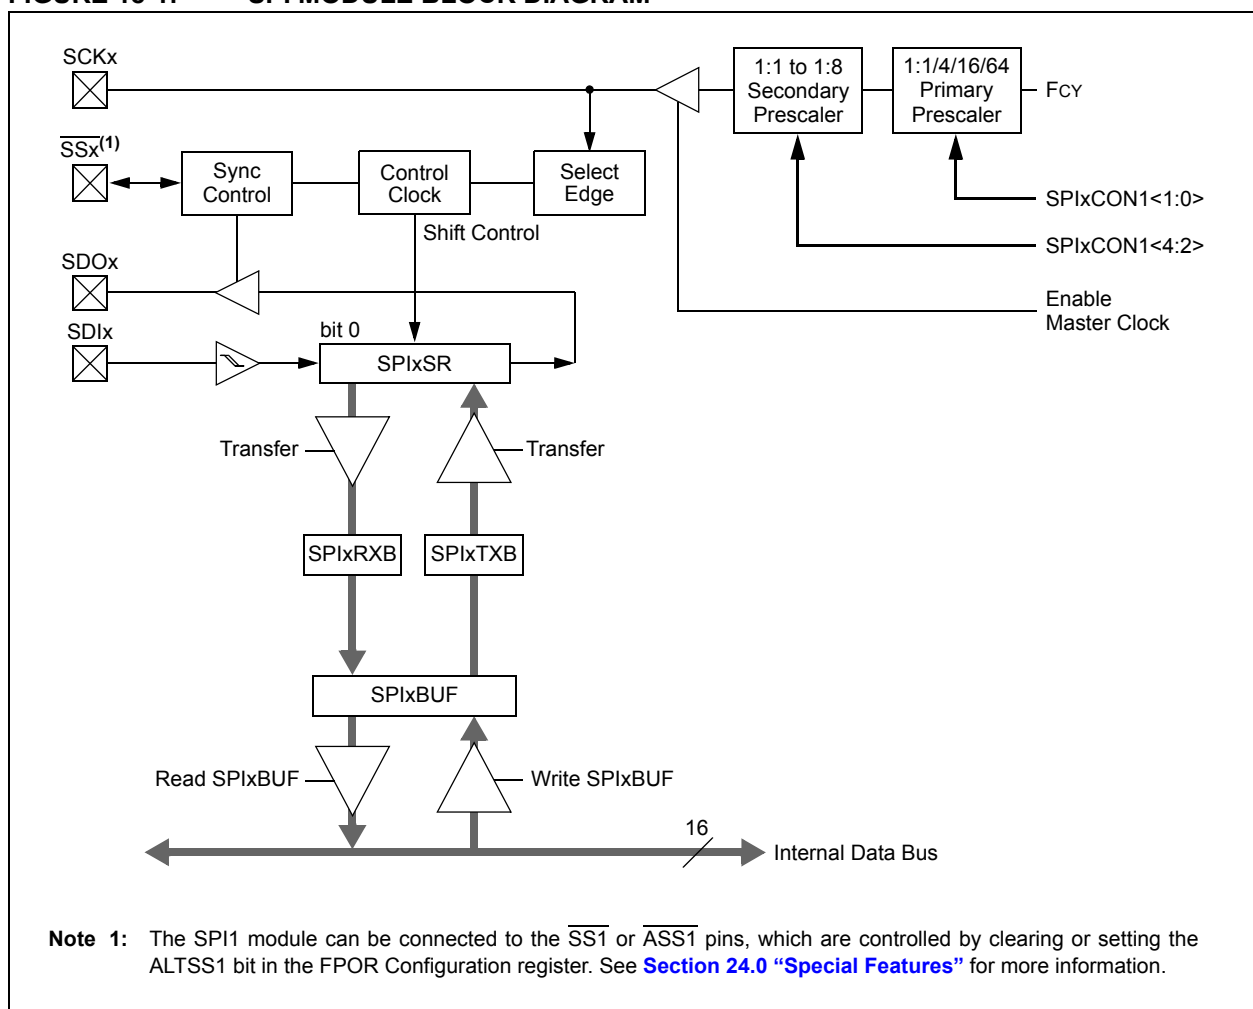 SCKx
SSx(1)
SDOx
SDIx
Sync
Control
Control
Clock
Select
Edge
Shift Control
1:1 to 1:8
Secondary
Prescaler
1:1/4/16/64
Primary
Prescaler
FCY
SPIxCON1<1:0>
SPIxCON1<4:2>
Enable
Master Clock
bit 0
SPIxSR
Transfer
Transfer
SPIxRXB
SPIxTXB
SPIxBUF
Read SPIxBUF
Write SPIxBUF
16
Internal Data Bus
Note 1: The SPI1 module can be connected to the SS1 or ASS1 pins, which are controlled by clearing or setting the
ALTSS1 bit in the FPOR Configuration register. See Section 24.0 “Special Features” for more information.